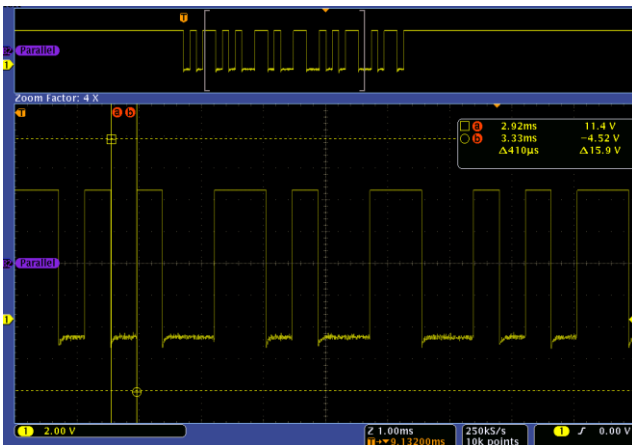 T
Parallel
1
Zoom Factor: 4 X
T
a b
a 2.92ms 11.4 V
b 3.33ms −4.52 V
Δ410µs Δ15.9 V
Parallel
1
1 2.00 V
Z 1.00ms
T→▼9.13200ms
250kS/s
10k points
1 ∫ 0.00 V